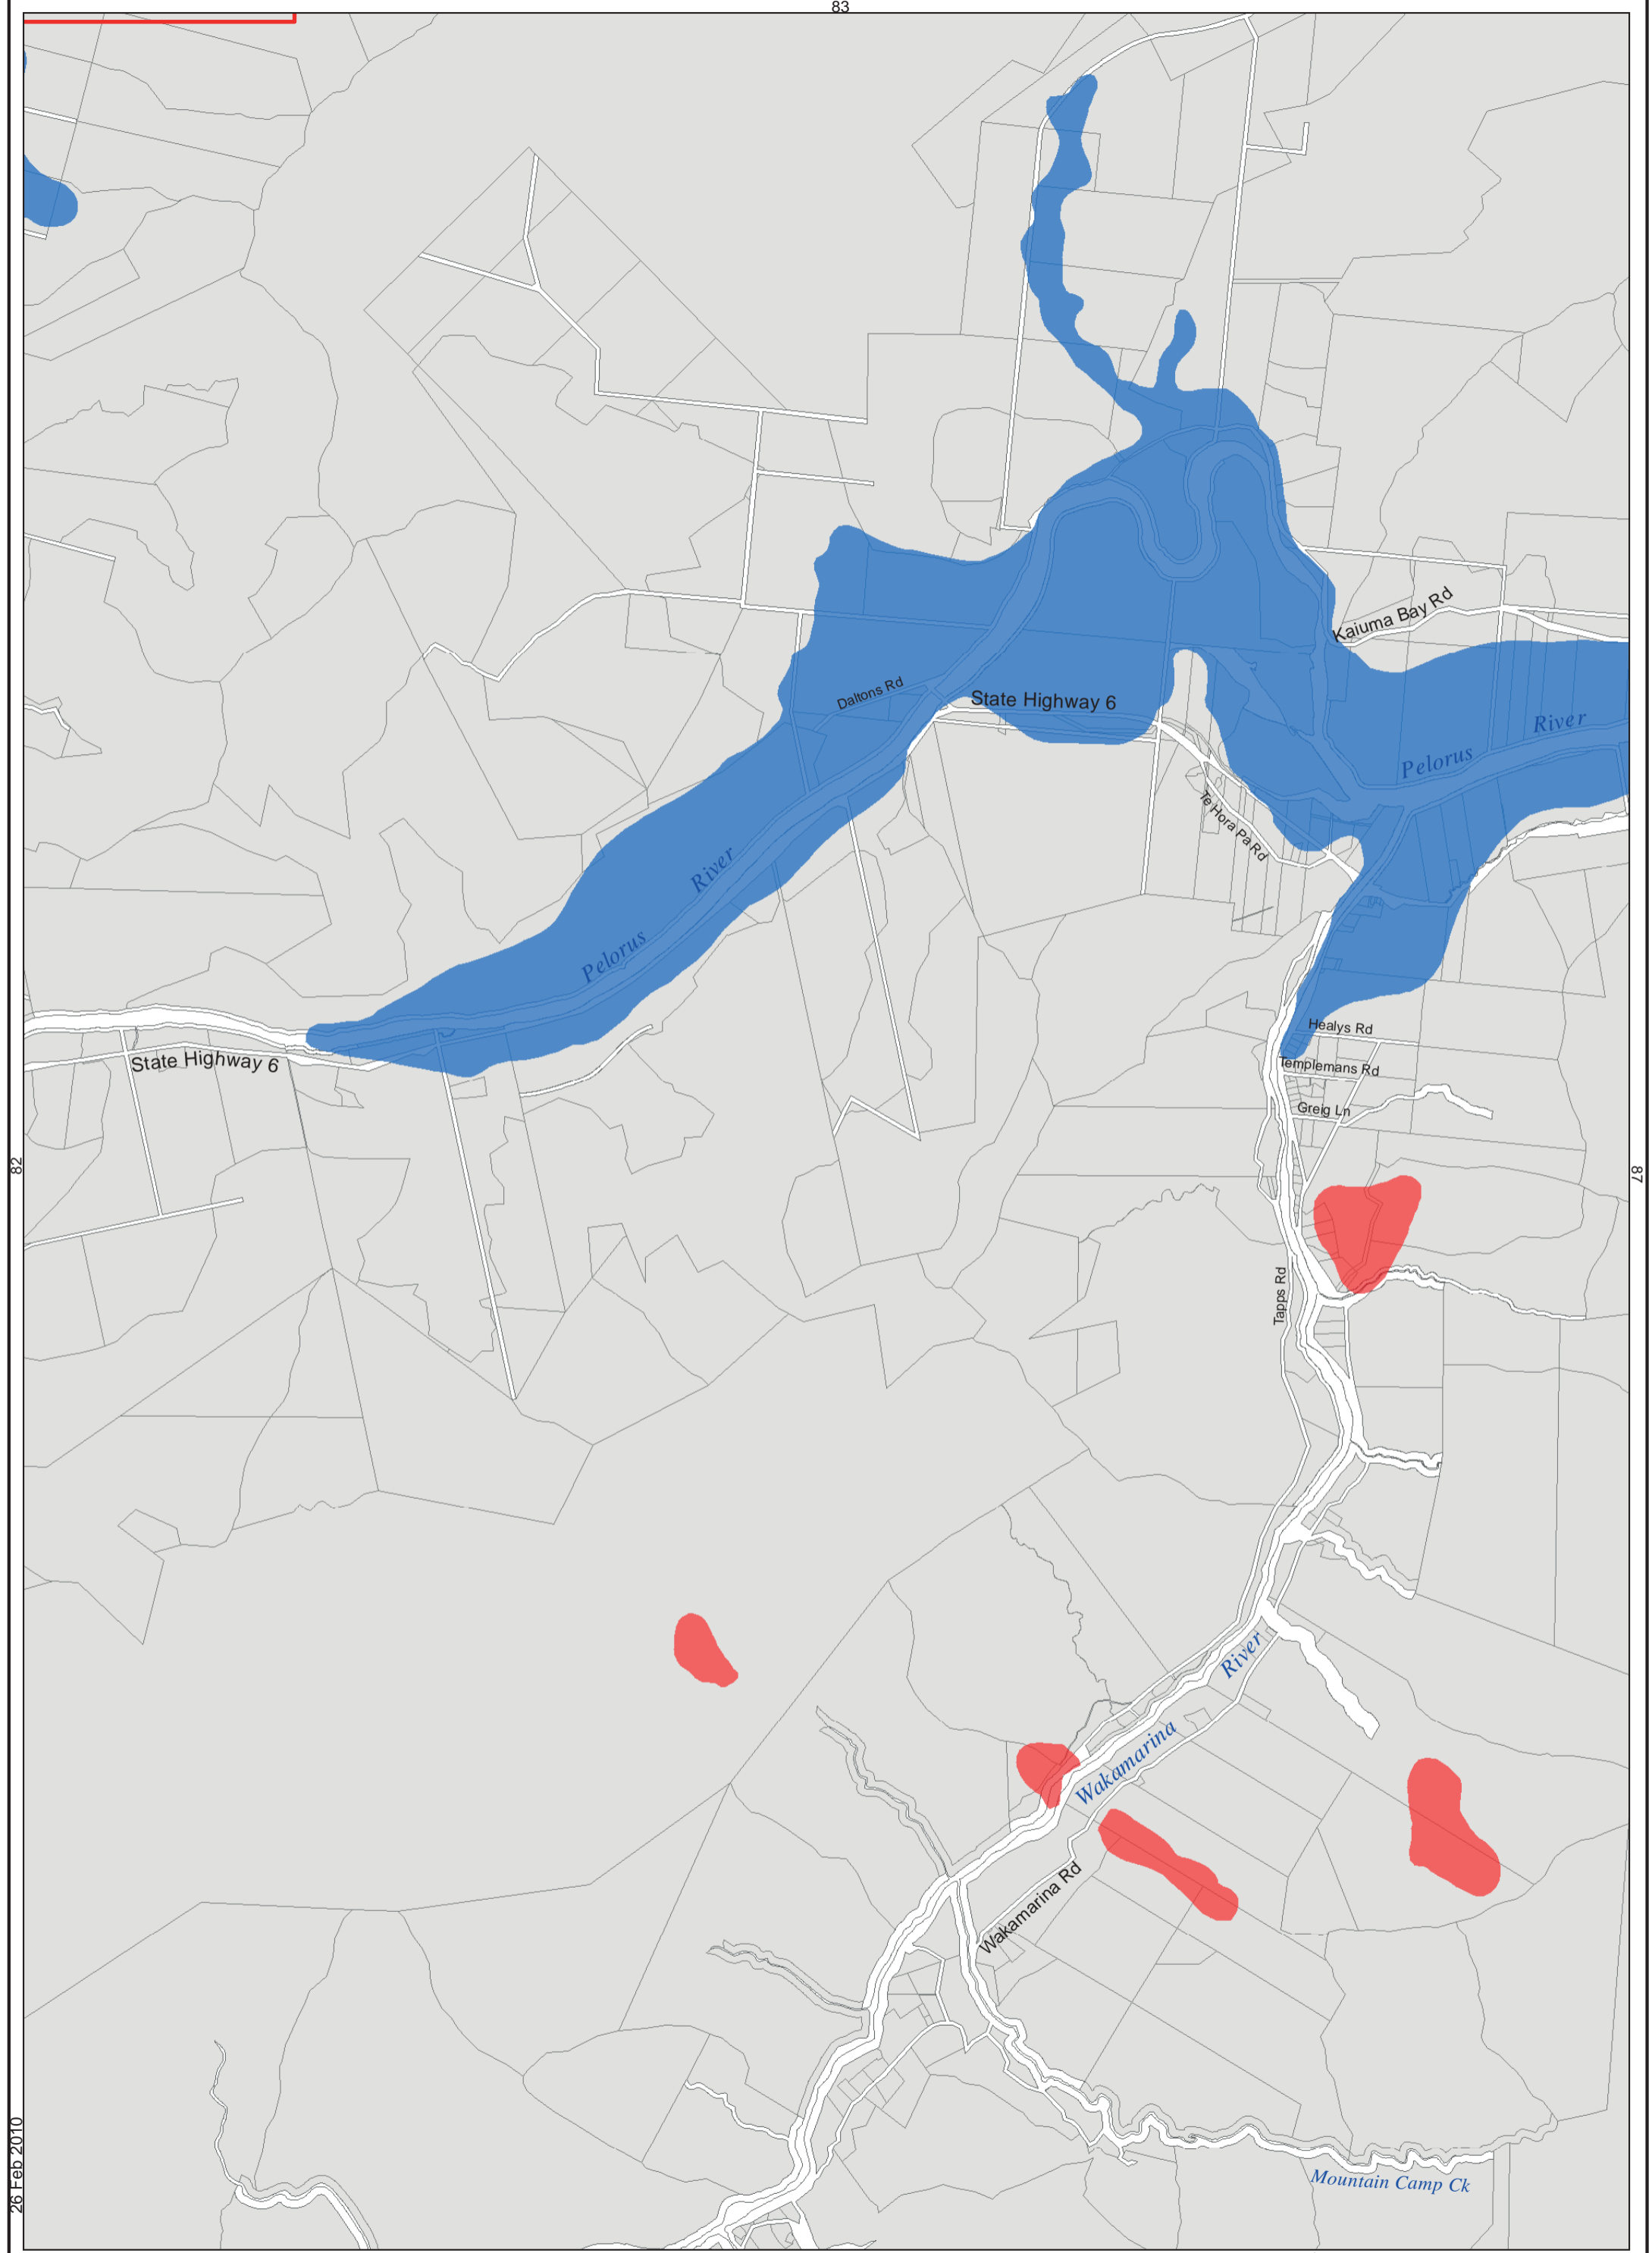 83
Kaiuma Bay Rd
Daltons Rd
State Highway 6
River
Pelorus
Te Hora Pa Rd
River
Pelorus
State Highway 6
Healys Rd
Templemans Rd
Greig Ln
82
87
Tapps Rd
River
Wakamarina
Wakamarina Rd
26 Feb 2010
Mountain Camp Ck